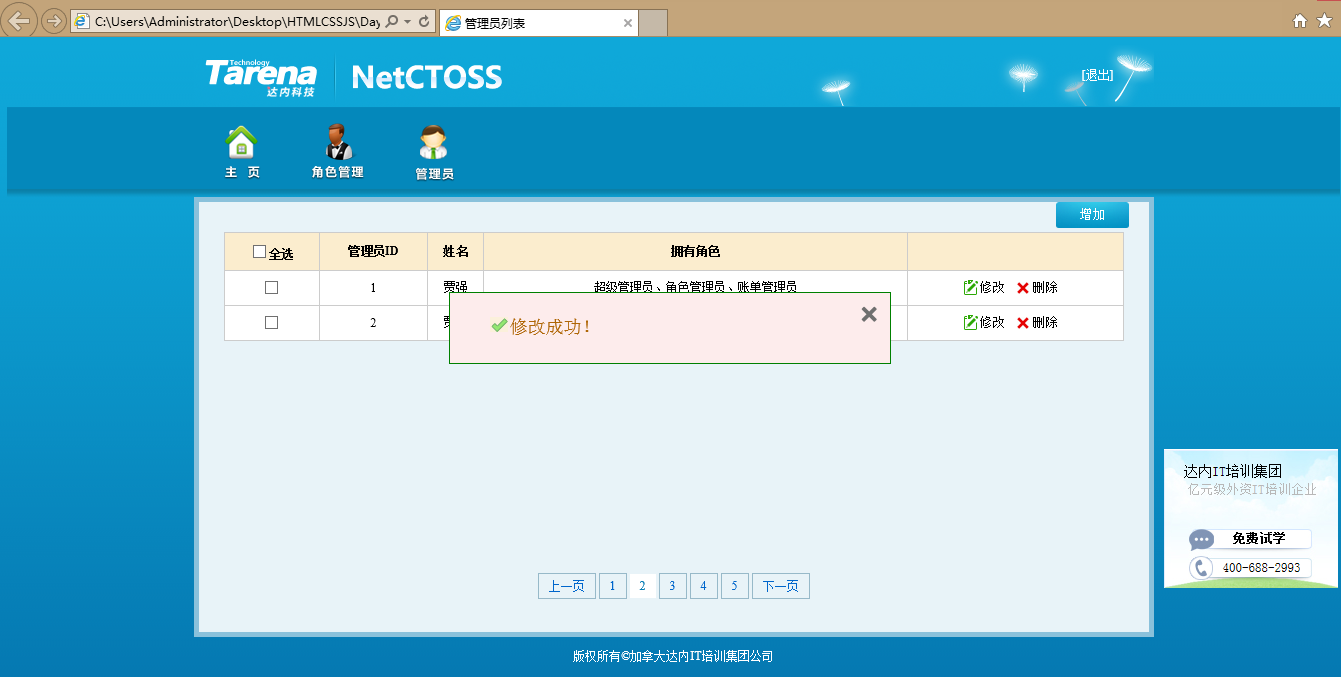 C:\Users\Administrator\Desktop\HTMLCSSJS\Day
管理员列表
Technology
Tarena
达内科技
NetCTOSS
[退出]
主 页
角色管理
管理员
增加
全选 管理员ID 姓名 拥有角色
1 贾强 超级管理员、角色管理员、账单管理员 修改 删除
2 修改 删除
修改成功!
达内IT培训集团
亿元级外资IT培训企业
免费试学
400-688-2993
上一页 1 2 3 4 5 下一页
版权所有©加拿大达内IT培训集团公司